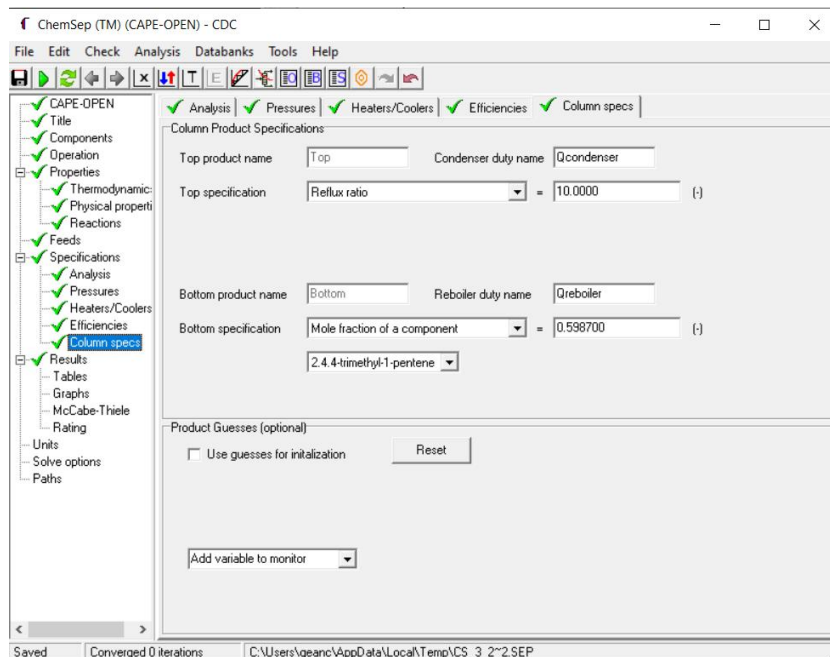 ChemSep (TM) (CAPE-OPEN) - CDC
File Edit Check Analysis Databanks Tools Help
T E O B S
CAPE-OPEN
Title
Components
Operation
Properties
Thermodynamic:
Physical properti
Reactions
Feeds
Specifications
Analysis
Pressures
Heaters/Coolers
Efficiencies
Column specs
Results
Tables
Graphs
McCabe-Thiele
Rating
Units
Solve options
Paths
Analysis Pressures Heaters/Coolers Efficiencies Column specs
Column Product Specifications
Top product name Top Condenser duty name Qcondenser
Top specification Reflux ratio = 10.0000 (-)
Bottom product name Bottom Reboiler duty name Qreboiler
Bottom specification Mole fraction of a component = 0.598700 (-)
2.4.4-trimethyl-1-pentene
Product Guesses (optional)
Use guesses for initalization Reset
Add variable to monitor
Saved Converged 0 iterations C:\Users\geanc\AppData\Local\Temp\CS_3_2~2.SEP